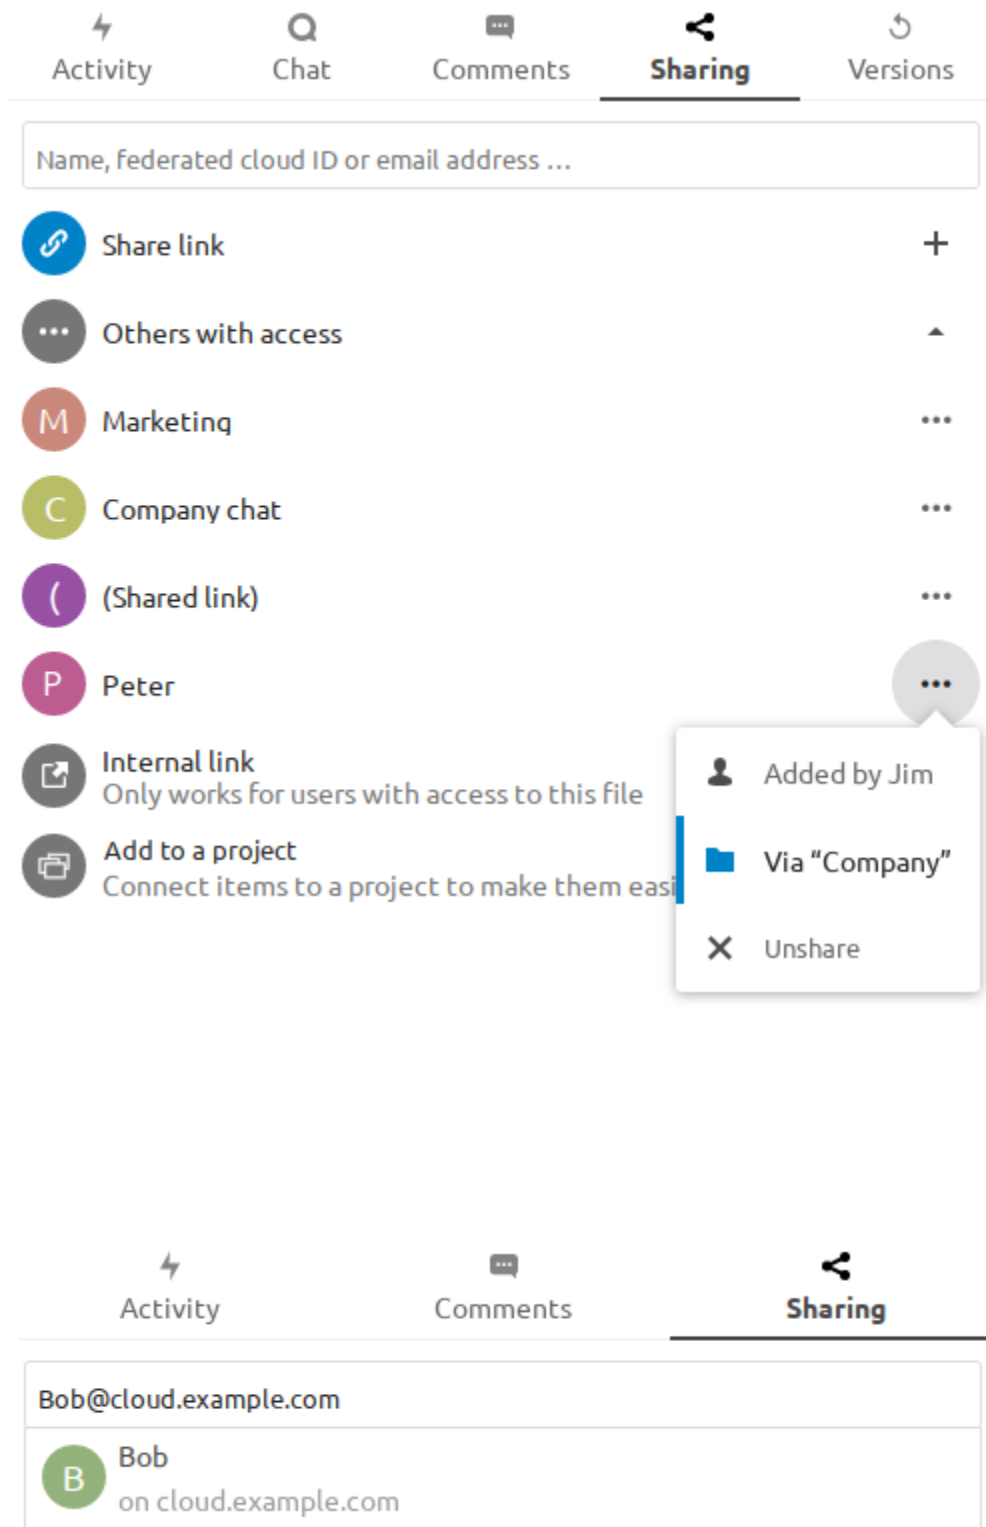 Activity Chat Comments Sharing Versions
Name, federated cloud ID or email address ...
Share link
Others with access
M Marketing
C Company chat
( (Shared link)
P Peter
Internal link
Only works for users with access to this file
Added by Jim
Add to a project
Via “Company”
Connect items to a project to make them easi
Unshare
Activity Comments Sharing
Bob@cloud.example.com
B Bob
on cloud.example.com